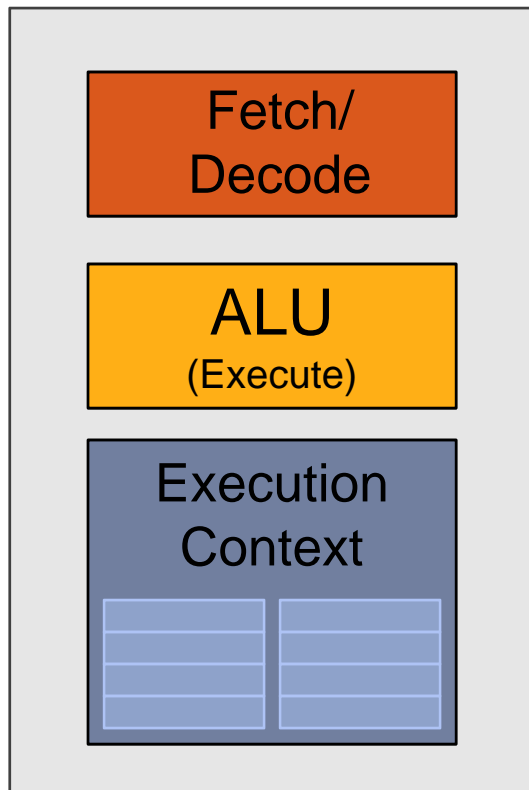 Fetch/
Decode
ALU
(Execute)
Execution
Context